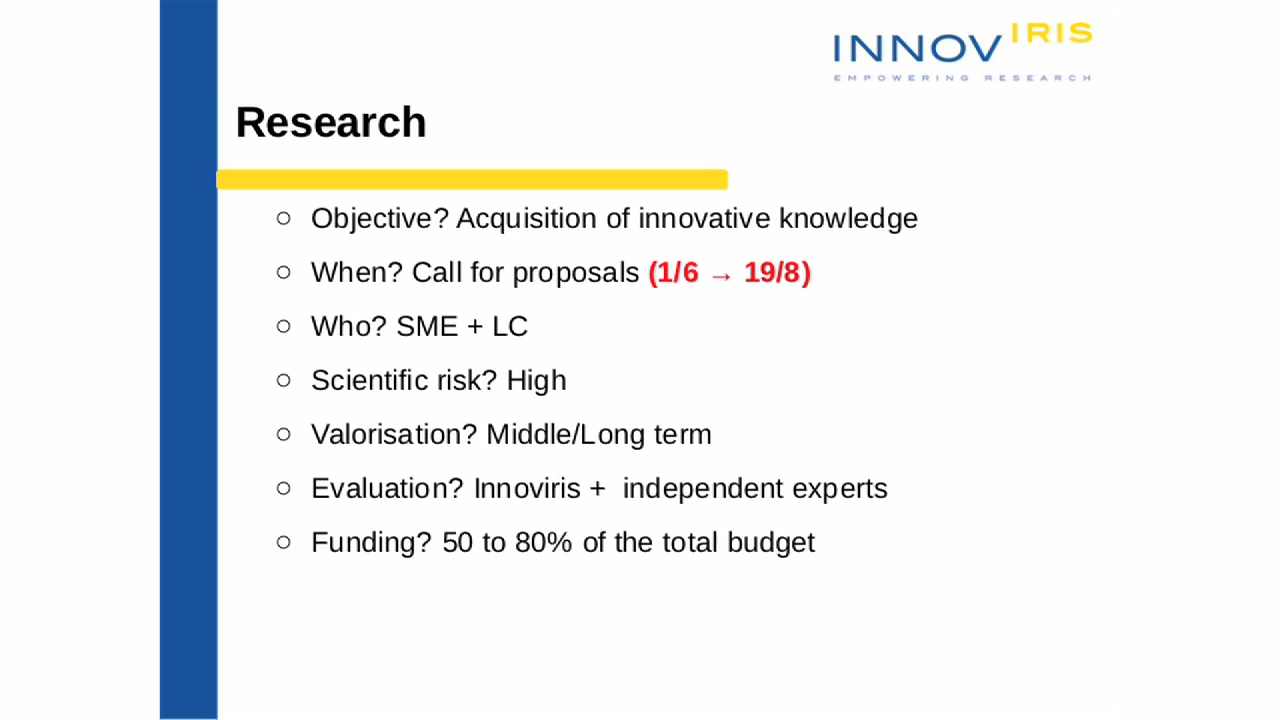 INNOVIRIS
EMPOWERING RESEARCH
Research
Objective? Acquisition of innovative knowledge
When? Call for proposals (1/6 → 19/8)
Who? SME + LC
Scientific risk? High
Valorisation? Middle/Long term
Evaluation? Innoviris + independent experts
Funding? 50 to 80% of the total budget